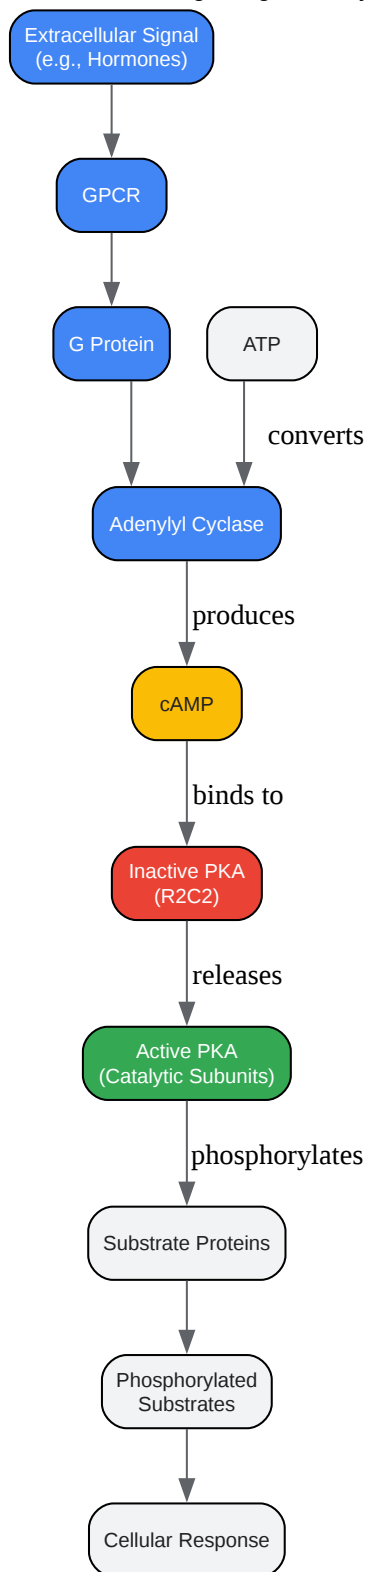 Extracellular Signal
(e.g., Hormones)
GPCR
G Protein
ATP
converts
Adenylyl Cyclase
produces
cAMP
binds to
Inactive PKA
(R2C2)
releases
Active PKA
(Catalytic Subunits)
phosphorylates
Substrate Proteins
Phosphorylated
Substrates
Cellular Response